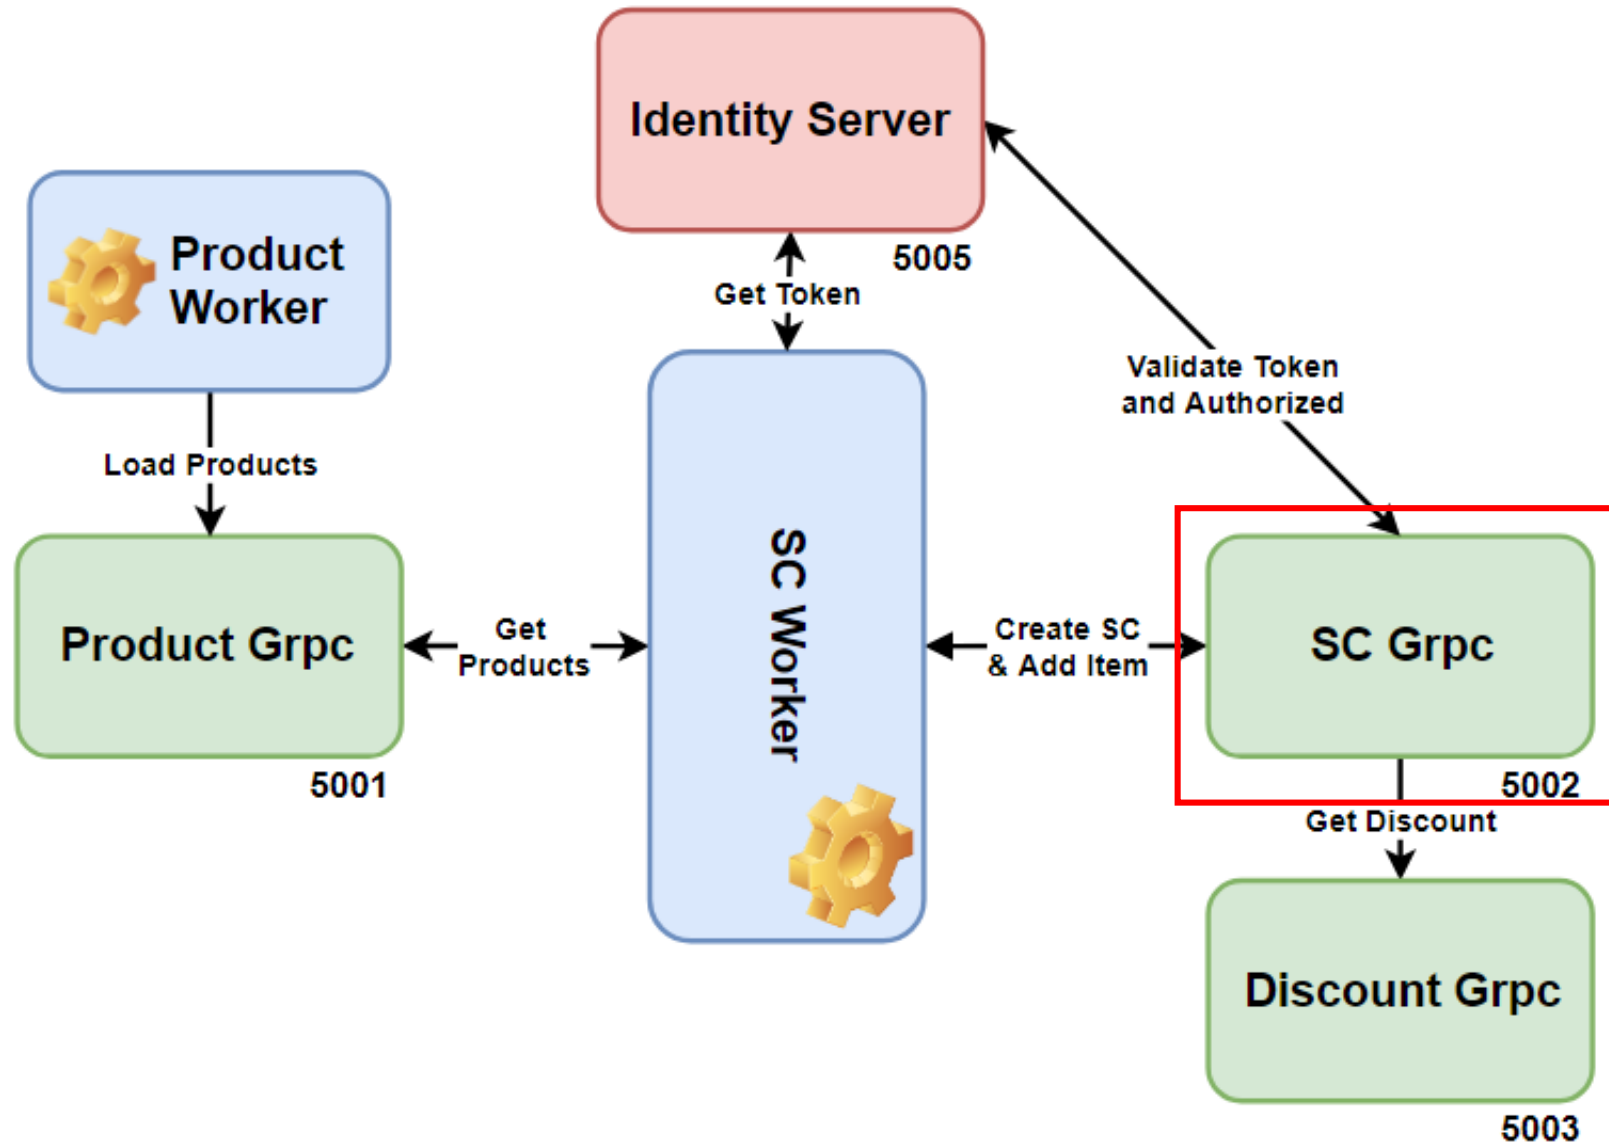 Identity Server
5005
Product
Worker
Get Token
Validate Token
and Authorized
Load Products
Product Grpc
5001
Get
Products
SC Worker
Create SC
& Add Item
SC Grpc
5002
Get Discount
Discount Grpc
5003